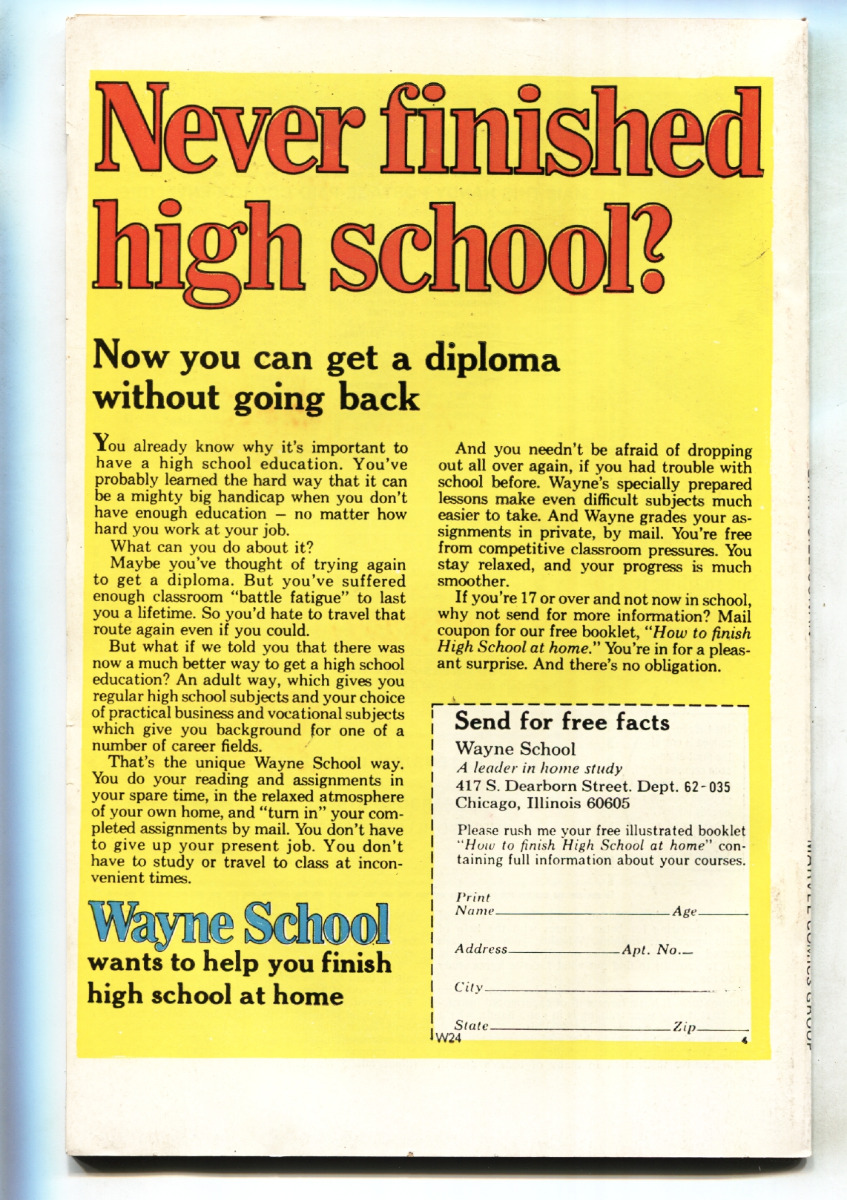 Never finished
high school?
Now you can get a diploma
without going back
You already know why it's important to
have a high school education. You've
probably learned the hard way that it can
be a mighty big handicap when you don't
have enough education – no matter how
hard you work at your job.
What can you do about it?
Maybe you've thought of trying again
to get a diploma. But you've suffered
enough classroom "battle fatigue" to last
you a lifetime. So you'd hate to travel that
route again even if you could.
But what if we told you that there was
now a much better way to get a high school
education? An adult way, which gives you
regular high school subjects and your choice
of practical business and vocational subjects
which give you background for one of a
number of career fields.
That's the unique Wayne School way.
You do your reading and assignments in
your spare time, in the relaxed atmosphere
of your own home, and "turn in" your com-
pleted assignments by mail. You don't have
to give up your present job. You don't
have to study or travel to class at incon-
venient times.
Wayne School
wants to help you finish
high school at home
And you needn't be afraid of dropping
out all over again, if you had trouble with
school before. Wayne's specially prepared
lessons make even difficult subjects much
easier to take. And Wayne grades your as-
signments in private, by mail. You're free
from competitive classroom pressures. You
stay relaxed, and your progress is much
smoother.
If you're 17 or over and not now in school,
why not send for more information? Mail
coupon for our free booklet, "How to finish
High School at home." You're in for a pleas-
ant surprise. And there's no obligation.
Send for free facts
Wayne School
A leader in home study
417 S. Dearborn Street. Dept. 62-035
Chicago, Illinois 60605
Please rush me your free illustrated booklet
"How to finish High School at home" con-
taining full information about your courses.
Print
Name Age
Address Apt. No.
City
State Zip
W24 4
MARVEL COMICS GROUP